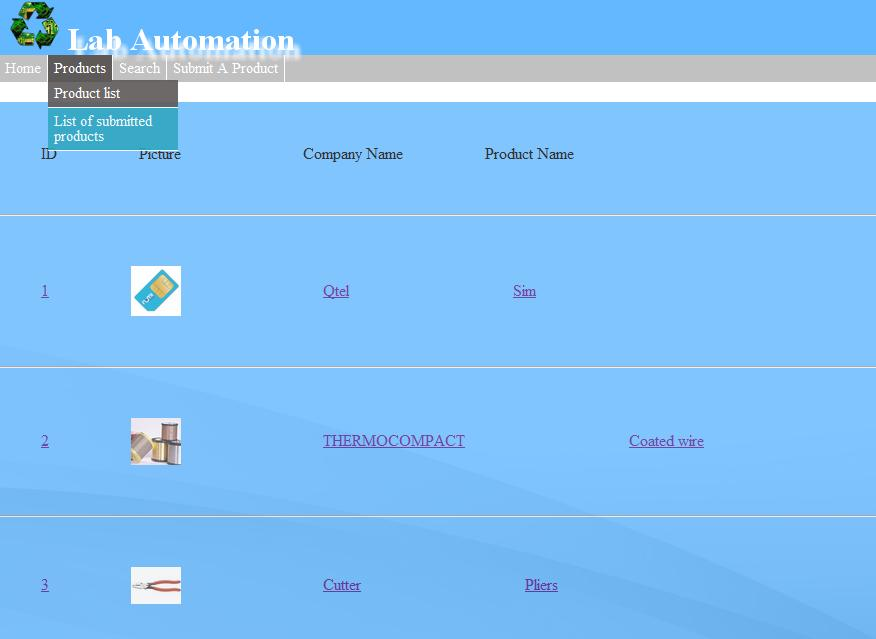 Lab Automation
Home Products Search Submit A Product
Product list
List of submitted
products
ID Picture Company Name Product Name
1 Qtel Sim
2 THERMOCOMPACT Coated wire
3 Cutter Pliers